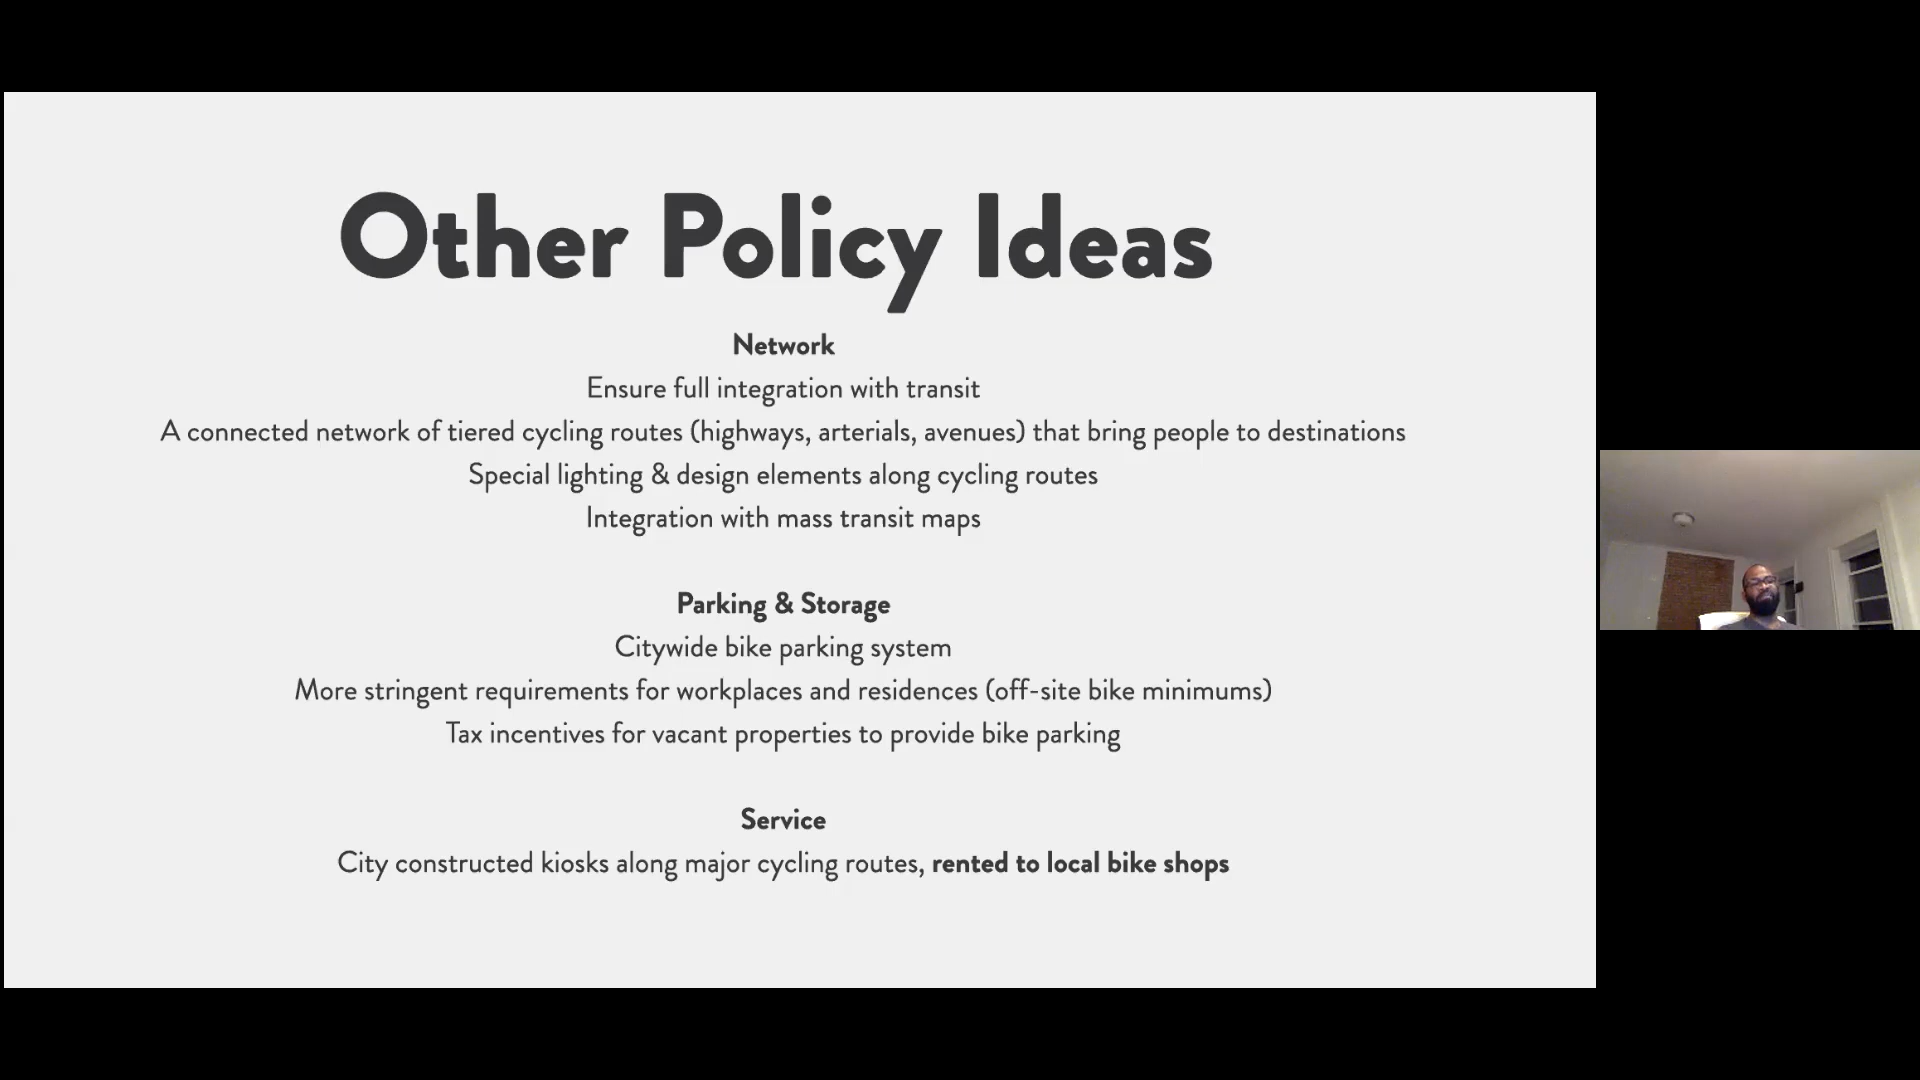 Other Policy Ideas
Network
Ensure full integration with transit
A connected network of tiered cycling routes (highways, arterials, avenues) that bring people to destinations
Special lighting & design elements along cycling routes
Integration with mass transit maps
Parking & Storage
Citywide bike parking system
More stringent requirements for workplaces and residences (off-site bike minimums)
Tax incentives for vacant properties to provide bike parking
Service
City constructed kiosks along major cycling routes, rented to local bike shops